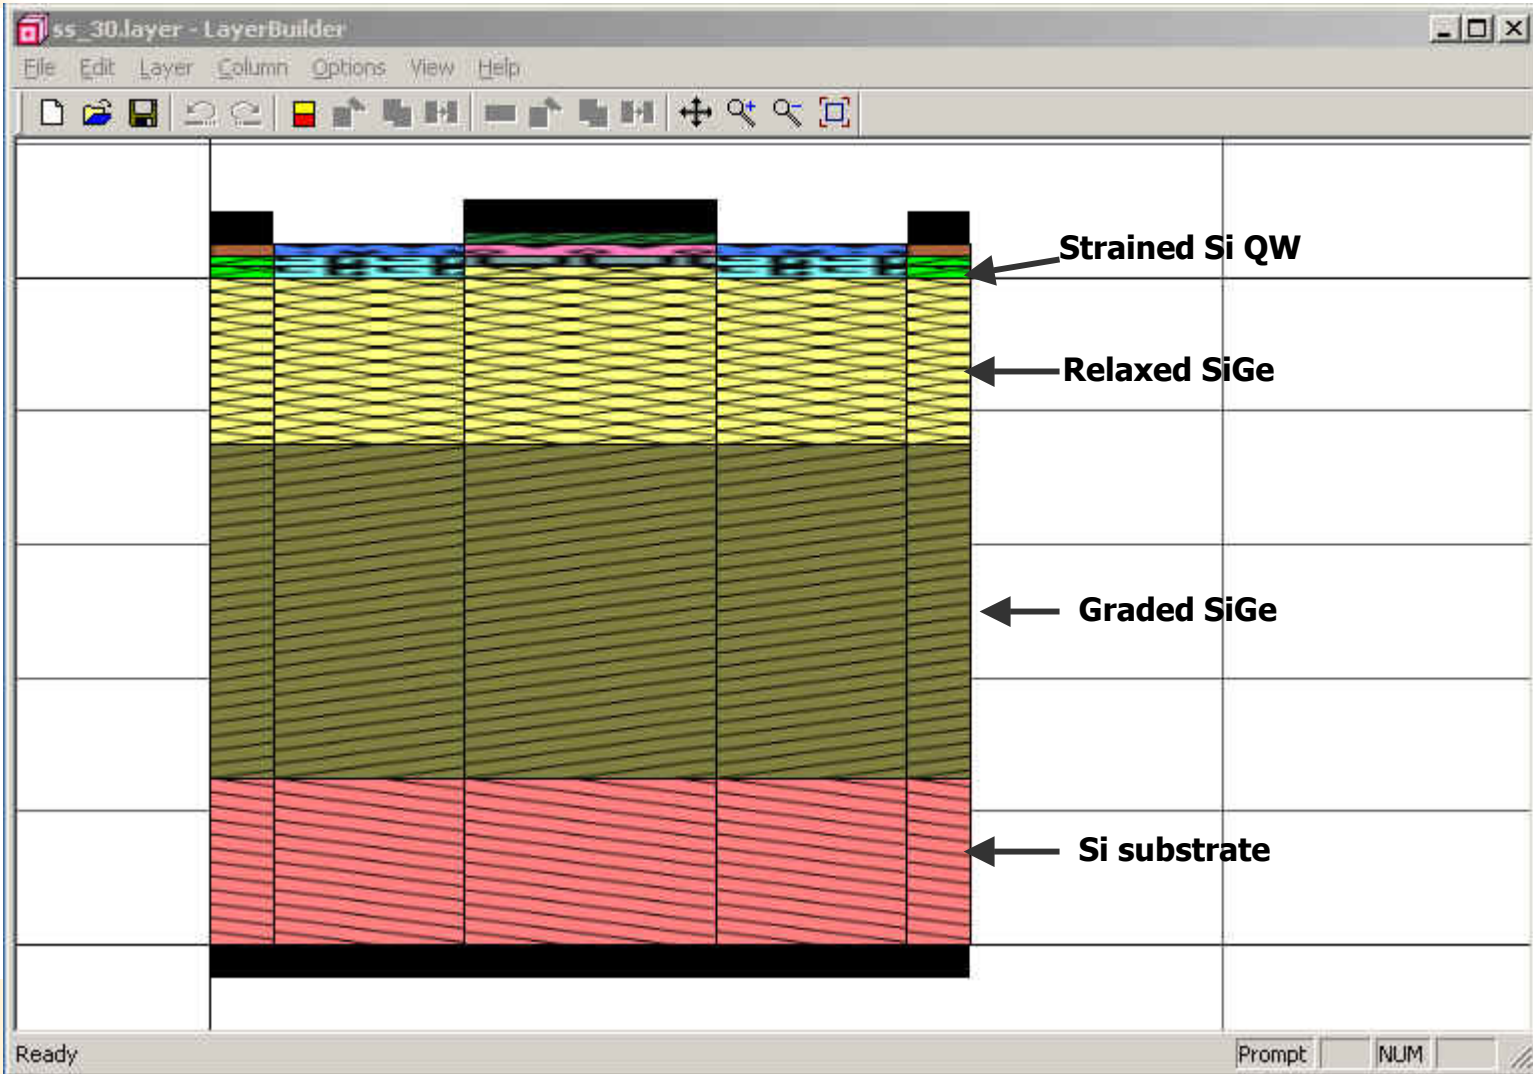 ss_30.layer - LayerBuilder
File Edit Layer Column Options View Help
Strained Si QW
Relaxed SiGe
Graded SiGe
Si substrate
Ready Prompt NUM